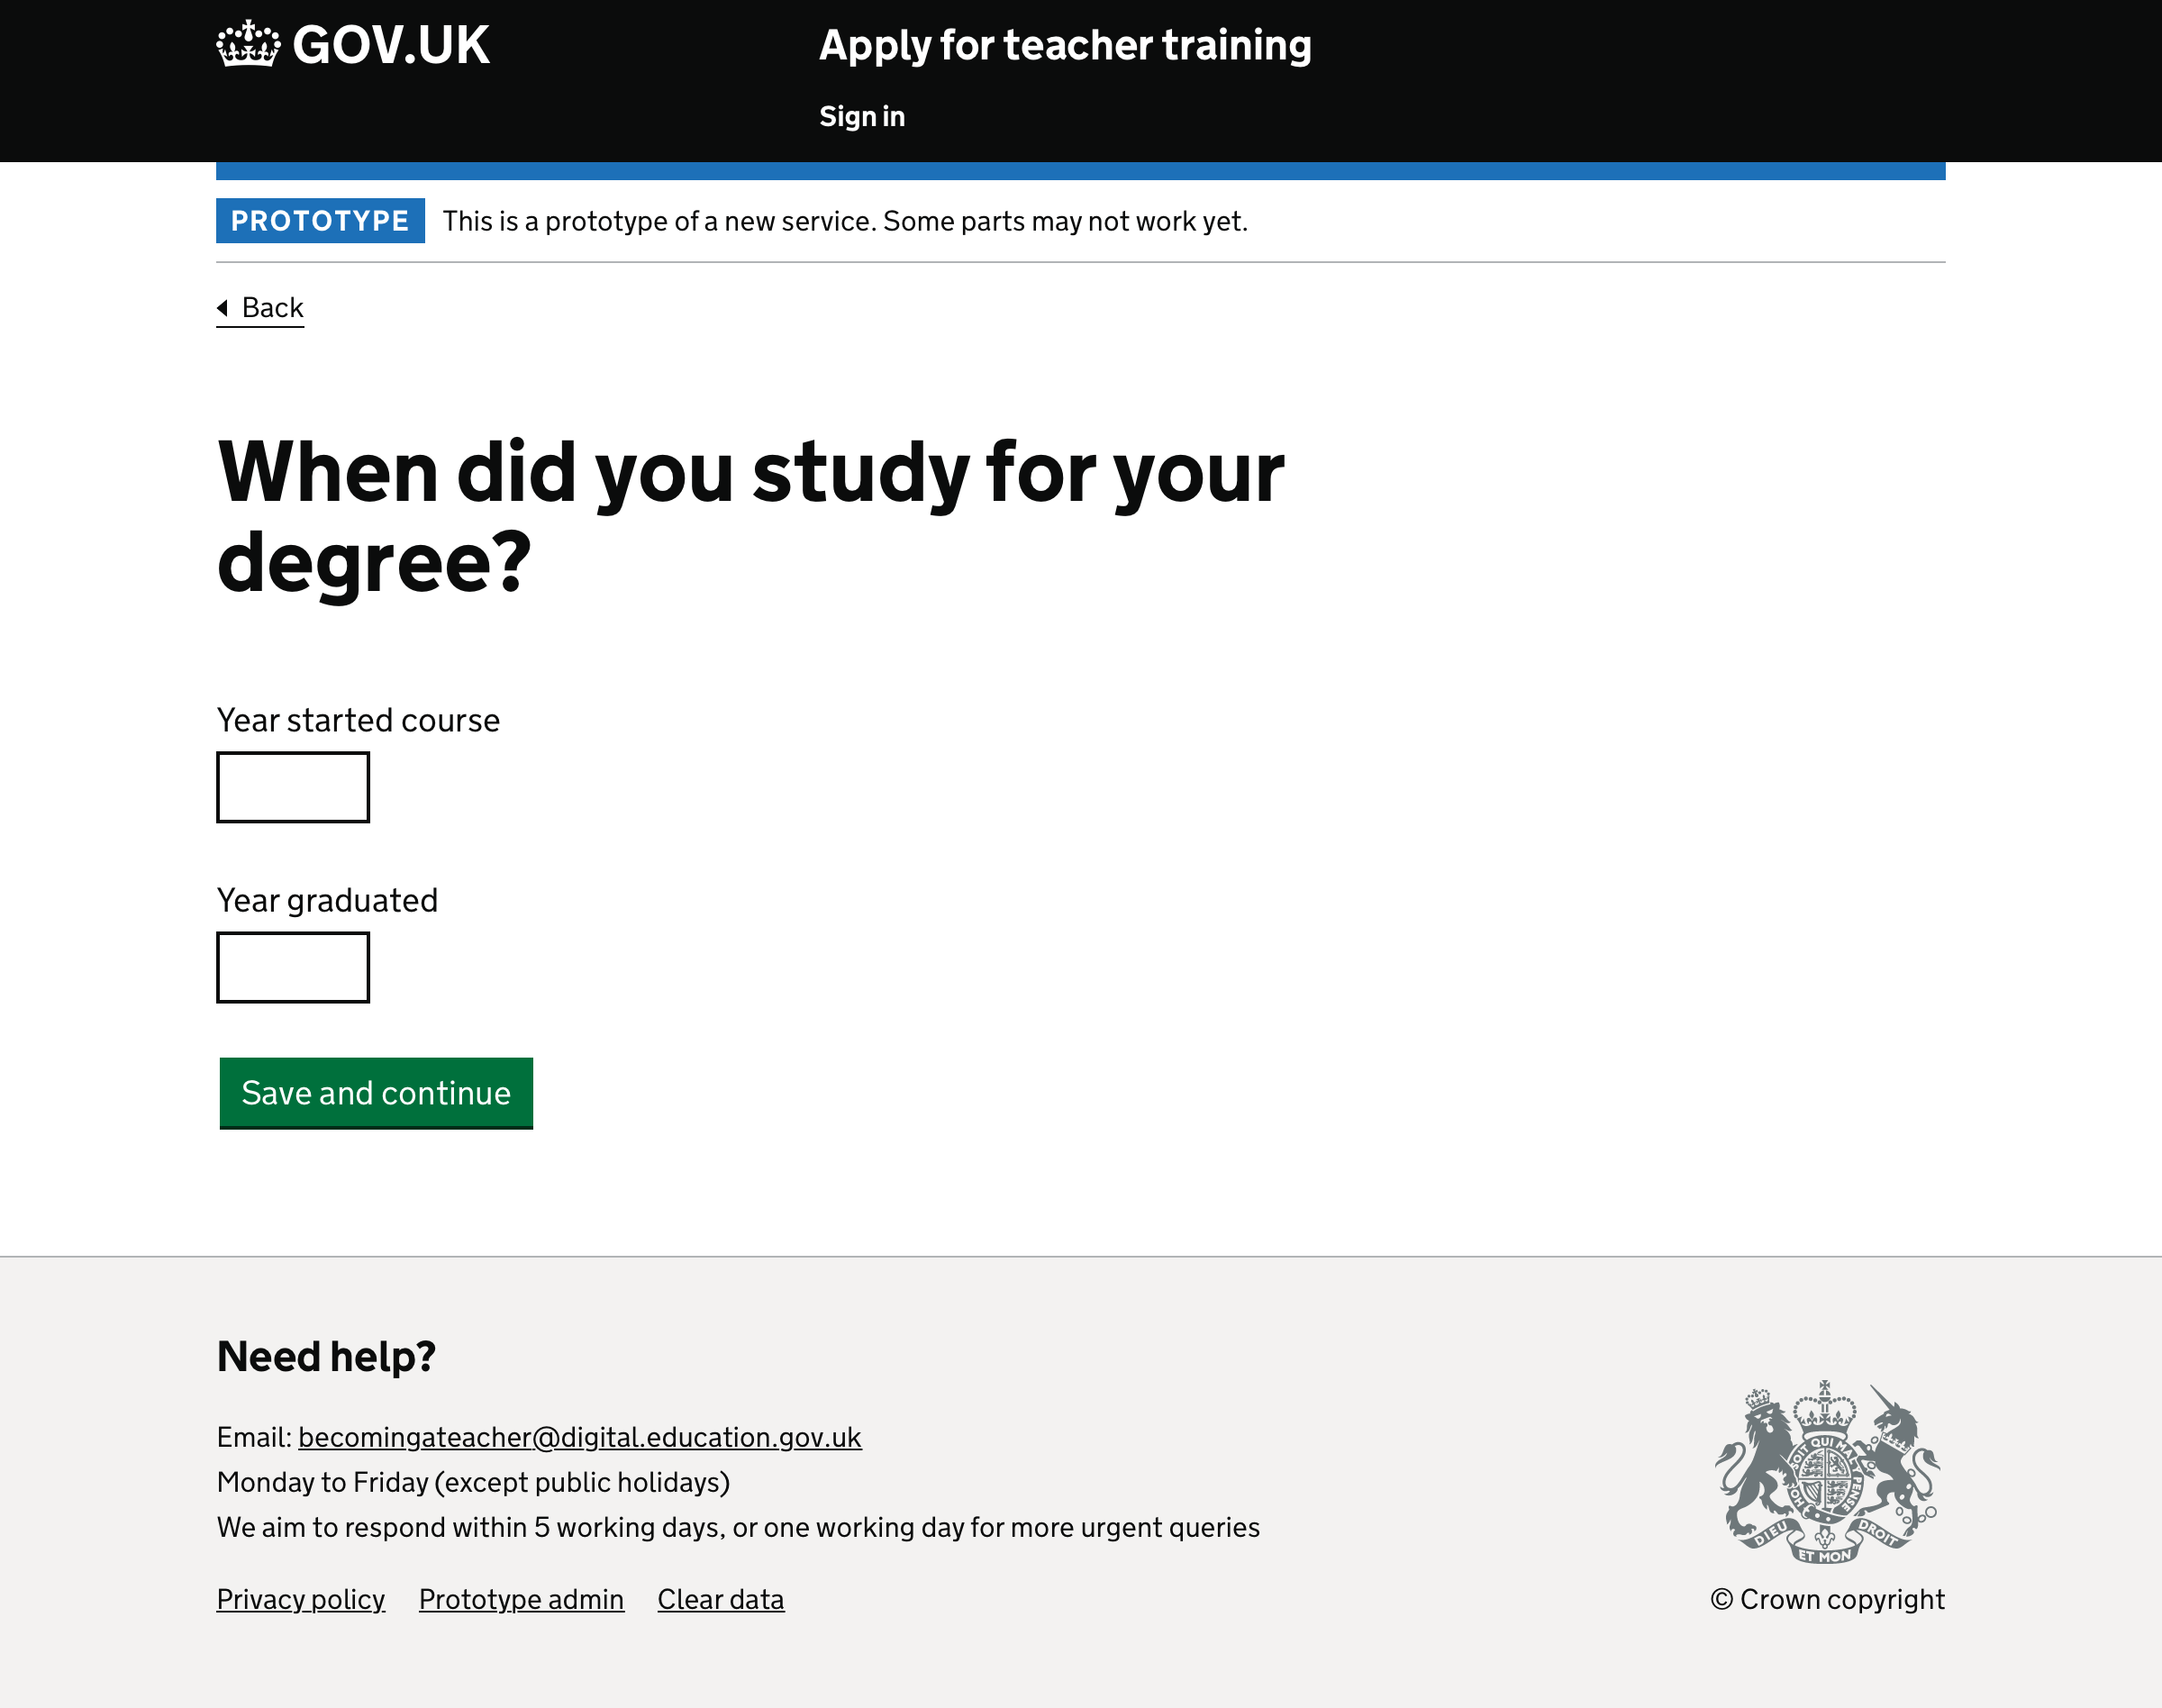 GOV.UK
Apply for teacher training
Sign in
PROTOTYPE This is a prototype of a new service. Some parts may not work yet.
Back
When did you study for your
degree?
Year started course
Year graduated
Save and continue
Need help?
Email: becomingateacher@digital.education.gov.uk
Monday to Friday (except public holidays)
We aim to respond within 5 working days, or one working day for more urgent queries
Privacy policy Prototype admin Clear data
SOIT QUI MAL Y PENSE
DIEU ET MON DROIT
© Crown copyright